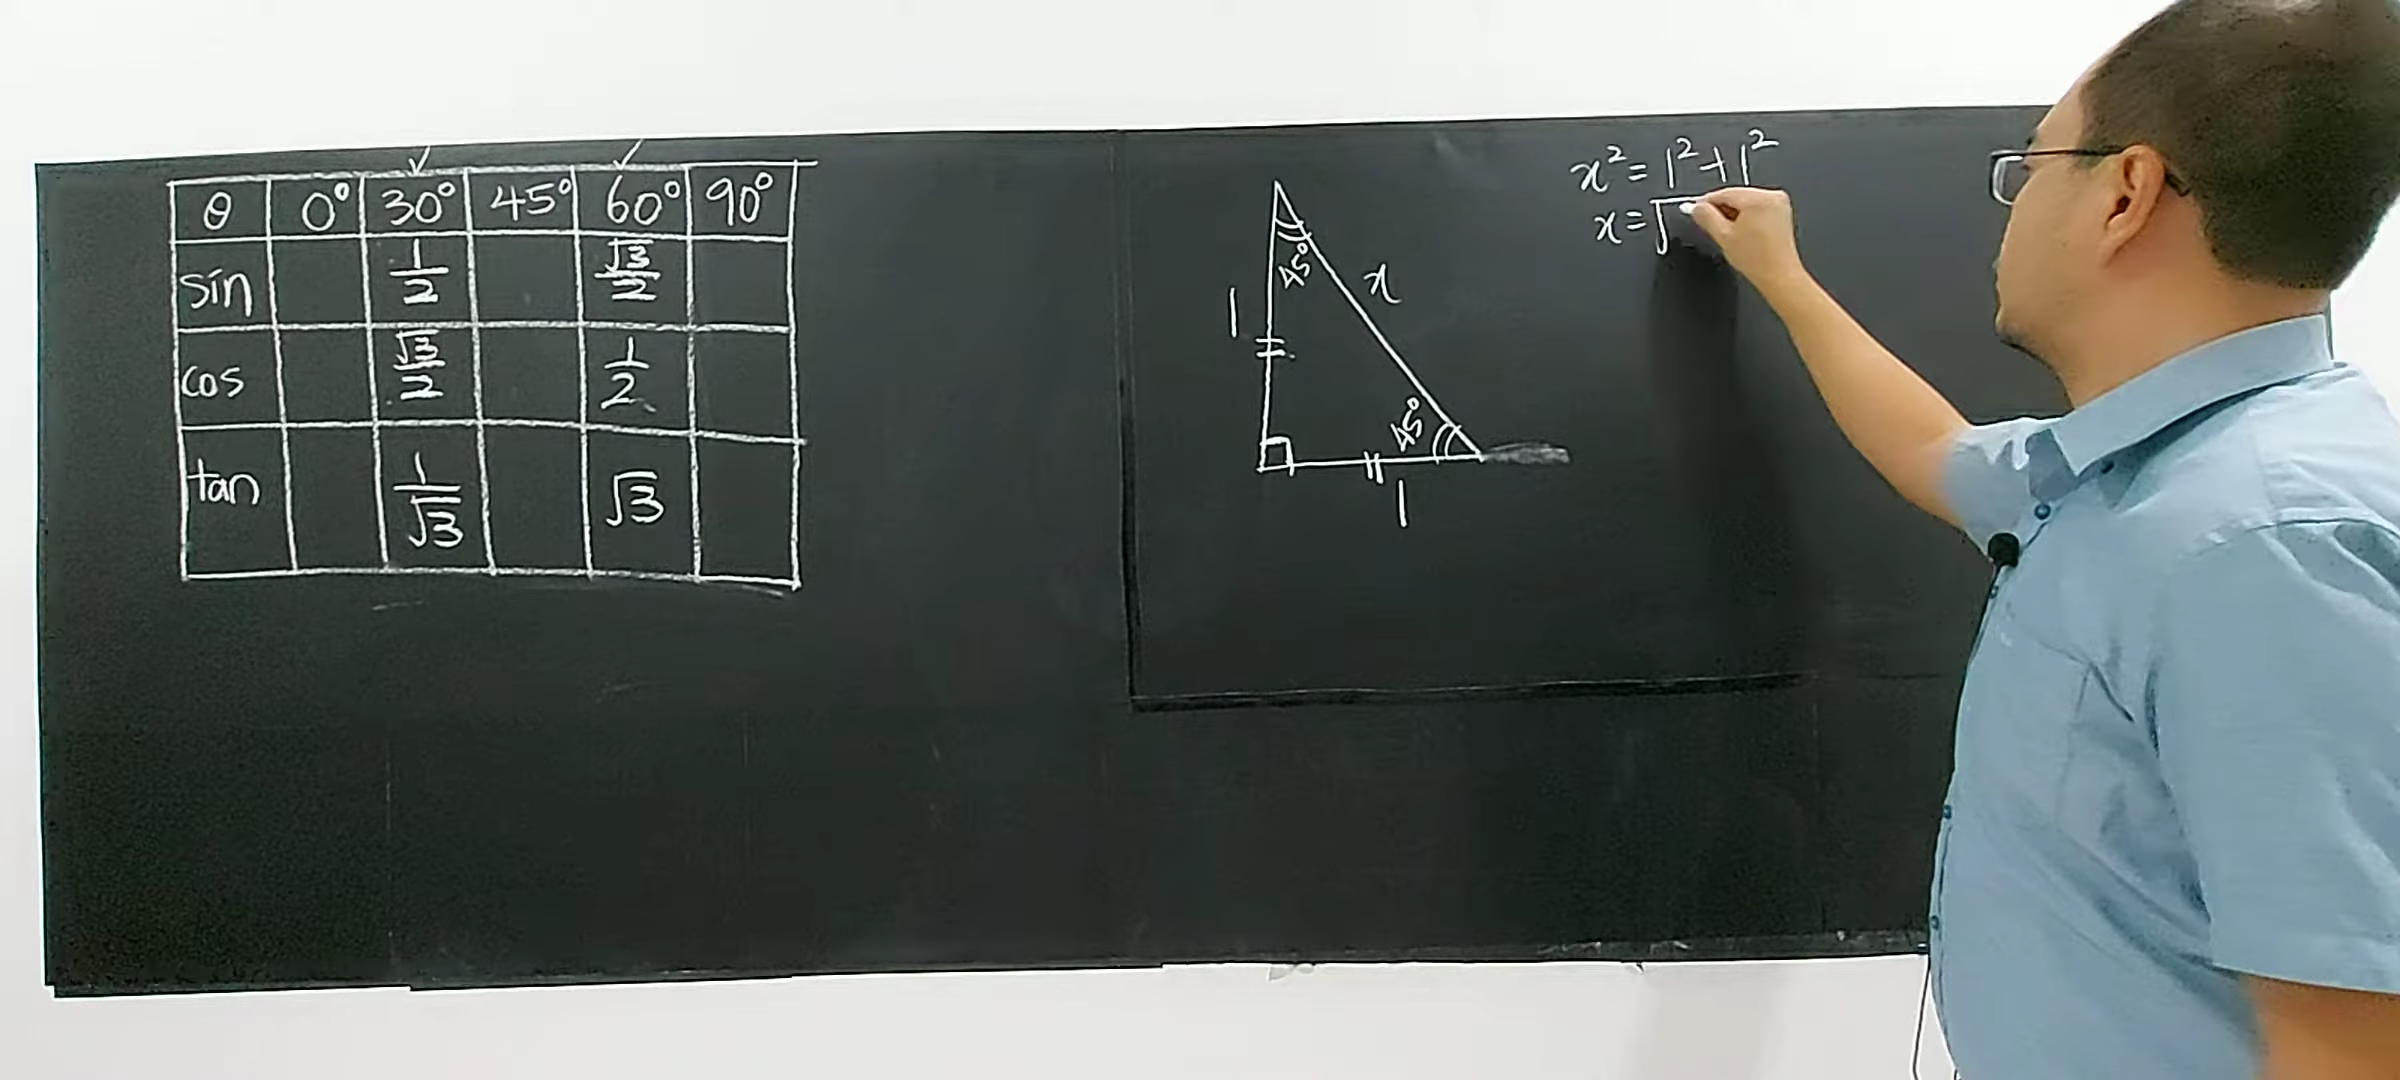 θ 0° 30° 45° 60° 90°
sin 1/2 √3/2
cos √3/2 1/2
tan 1/√3 √3
45°
x
1
45°
1
x² = 1² + 1²
x = √